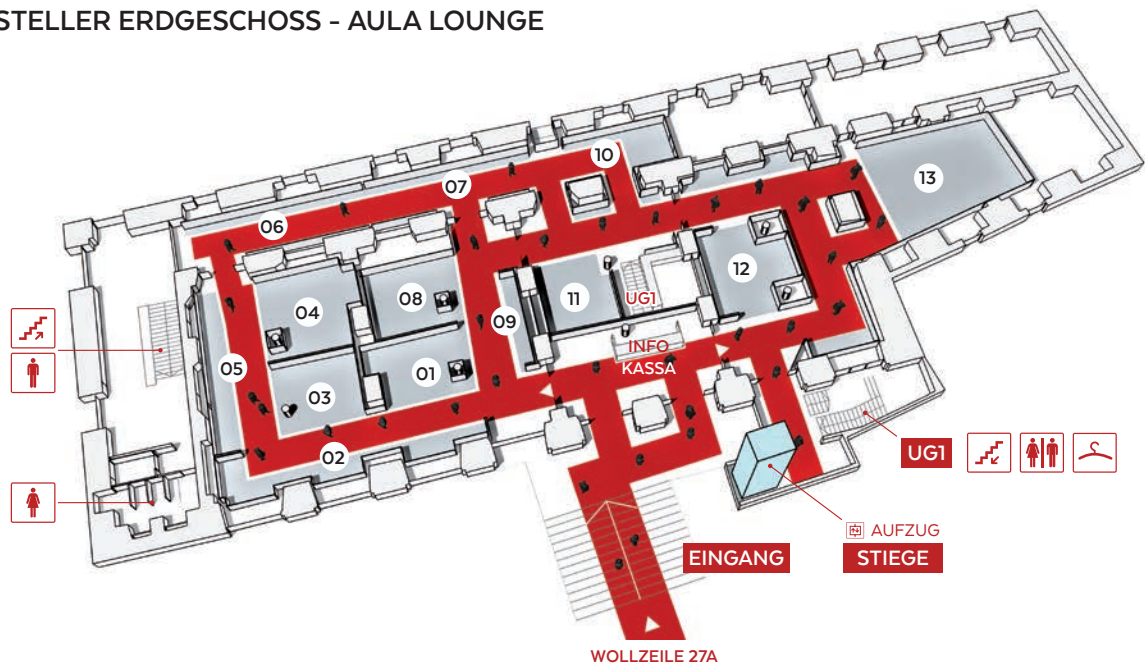 STELLER ERDGESCHOSS - AULA LOUNGE
10
07
13
06
12
08
04
11
UG1
09
INFO
KASSA
05
01
03
02
UG1
AUFZUG
EINGANG
STIEGE
WOLLZEILE 27A